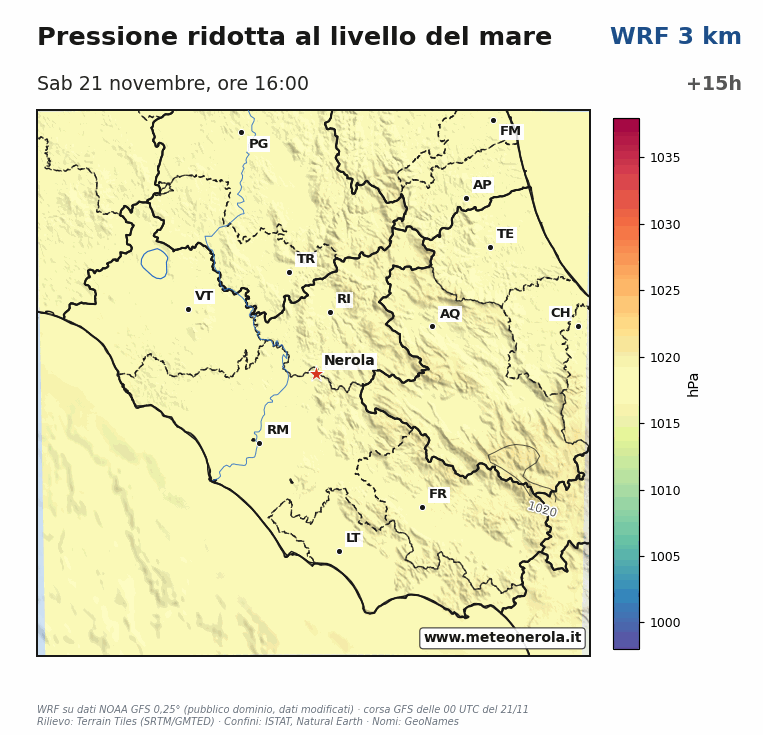 Pressione ridotta al livello del mare
WRF 3 km
Sab 21 novembre, ore 16:00
+15h
FM
PG
AP
TE
TR
RI
VT
AQ
CH
Nerola
RM
FR
1020
LT
www.meteonerola.it
1035
1030
1025
1020
1015
1010
1005
1000
hPa
WRF su dati NOAA GFS 0,25° (pubblico dominio, dati modificati) · corsa GFS delle 00 UTC del 21/11
Rilievo: Terrain Tiles (SRTM/GMTED) · Confini: ISTAT, Natural Earth · Nomi: GeoNames